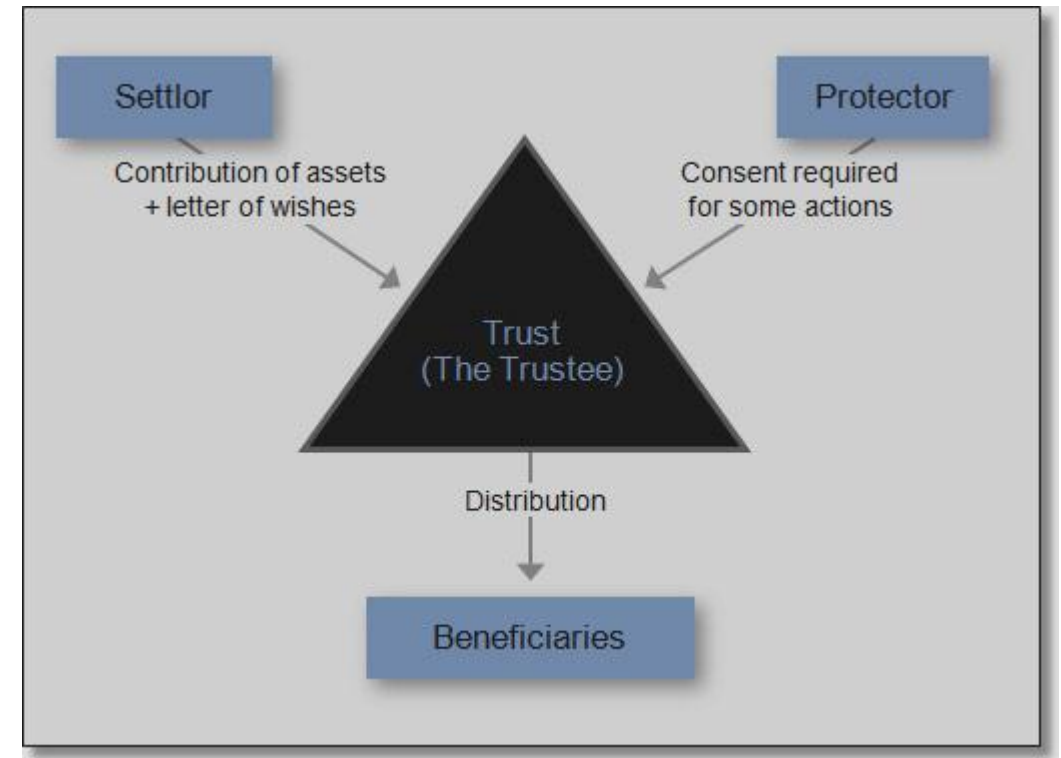 Settlor
Protector
Contribution of assets
+ letter of wishes
Consent required
for some actions
Trust
(The Trustee)
Distribution
Beneficiaries